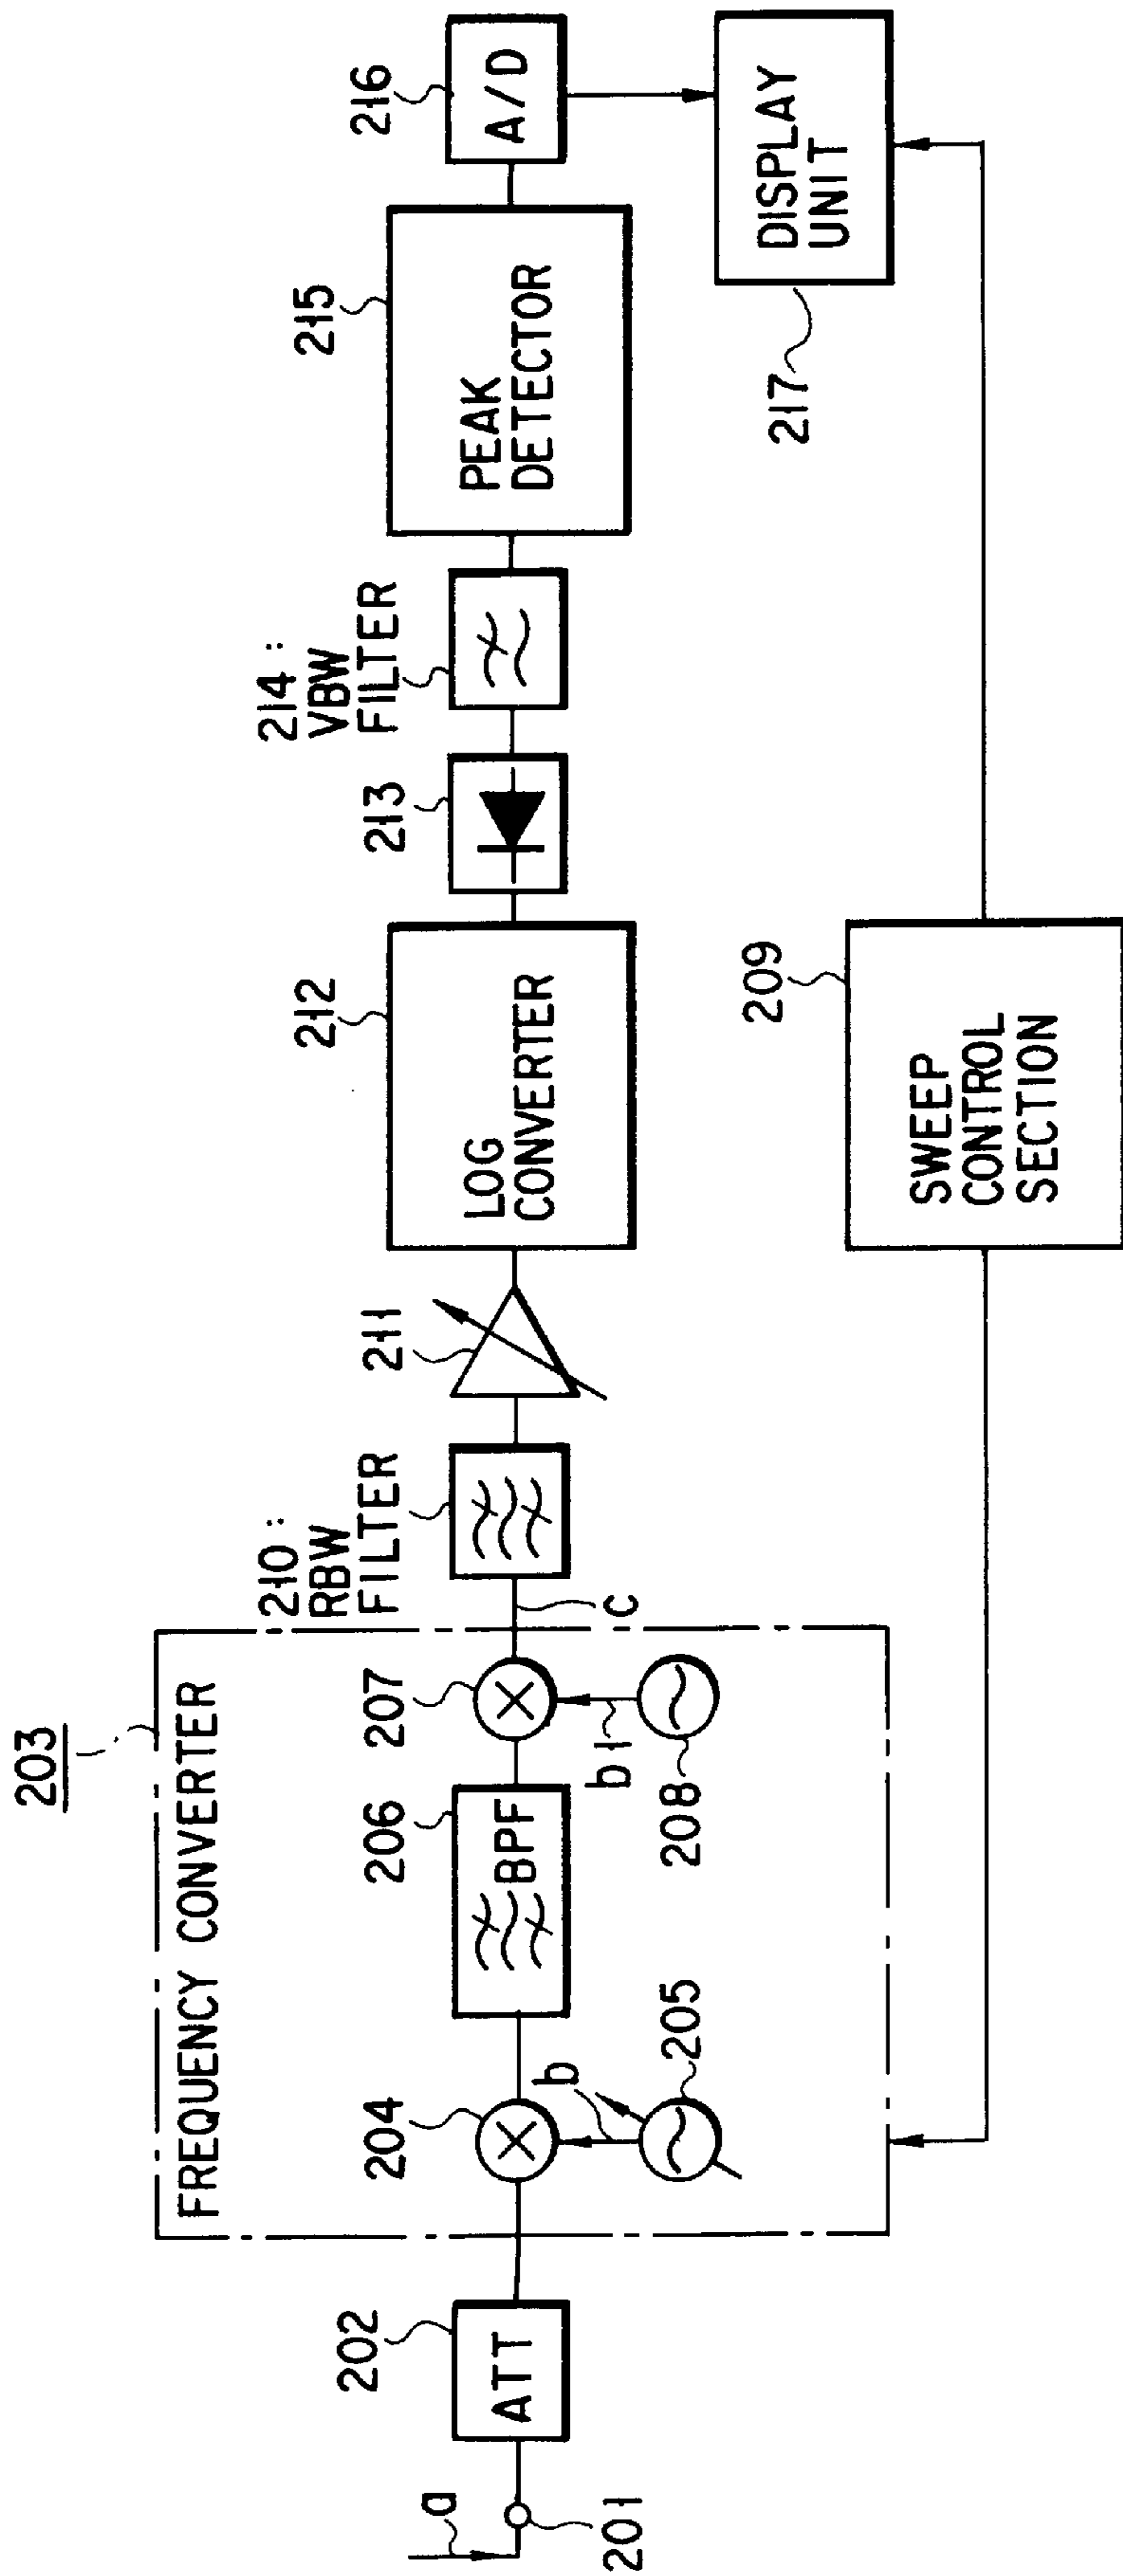 203
FREQUENCY CONVERTER
a
201
202
ATT
204
b
205
206
BPF
207
b1
208
c
210:
RBW
FILTER
211
212
LOG
CONVERTER
213
214:
VBW
FILTER
215
PEAK
DETECTOR
216
A/D
217
DISPLAY
UNIT
209
SWEEP
CONTROL
SECTION